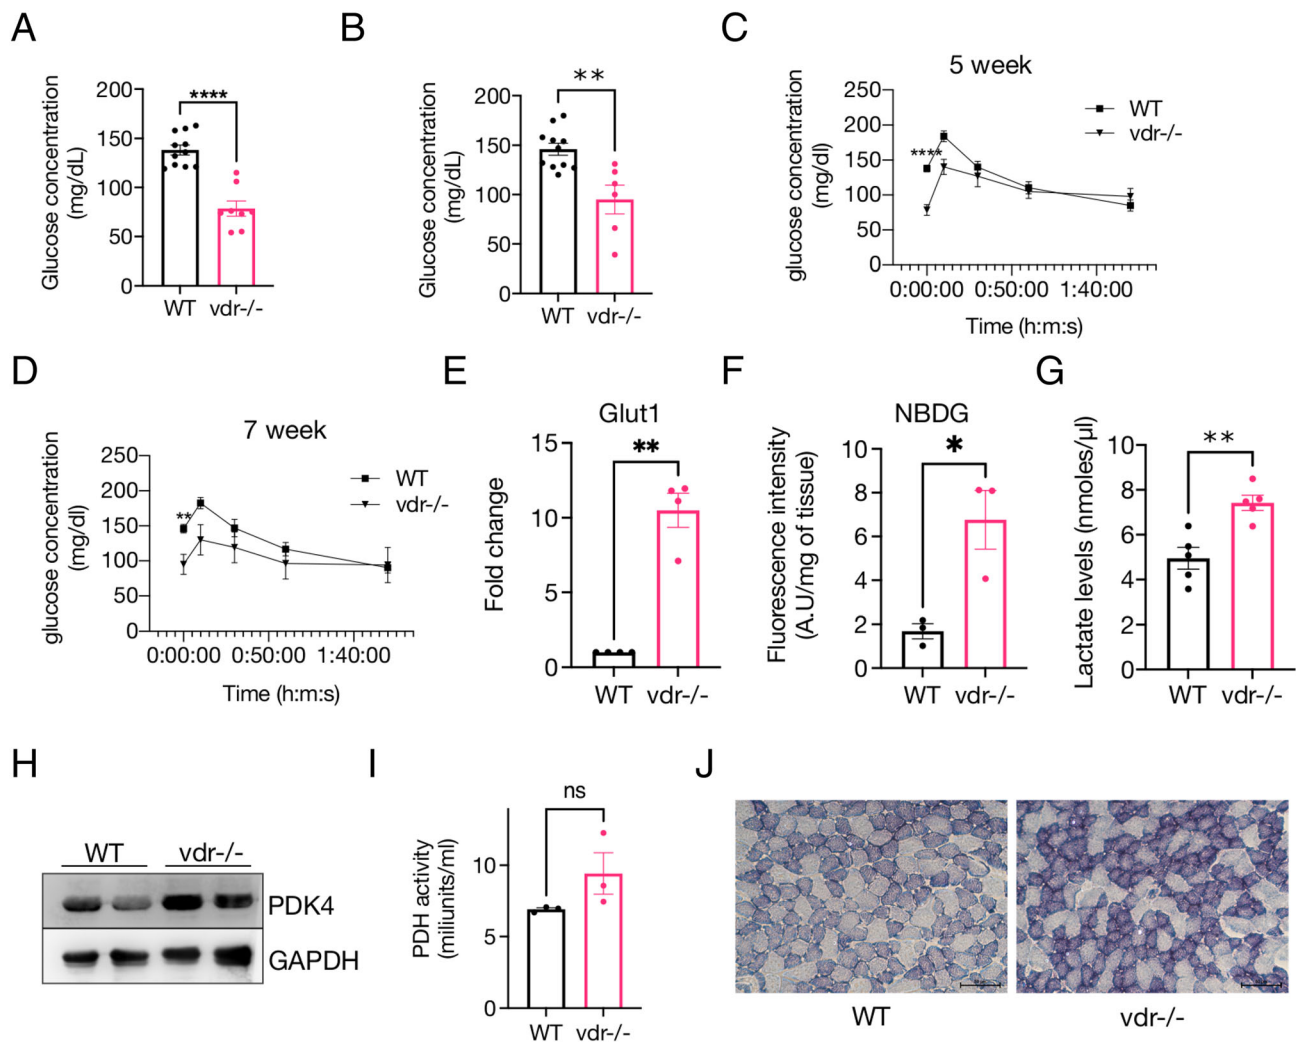 A
Glucose concentration
(mg/dL)
200
150
100
50
0
****
WT
vdr-/-
B
Glucose concentration
(mg/dL)
200
150
100
50
0
**
WT
vdr-/-
C
5 week
glucose concentration
(mg/dl)
250
200
150
100
50
0
****
WT
vdr-/-
0:00:00 0:50:00 1:40:00
Time (h:m:s)
D
7 week
glucose concentration
(mg/dl)
250
200
150
100
50
0
**
WT
vdr-/-
0:00:00 0:50:00 1:40:00
Time (h:m:s)
E
Glut1
Fold change
15
10
5
0
**
WT
vdr-/-
F
NBDG
Fluorescence intensity
(A.U/mg of tissue)
10
8
6
4
2
0
*
WT
vdr-/-
G
Lactate levels (nmoles/µl)
10
8
6
4
2
0
**
WT
vdr-/-
H
WT
vdr-/-
PDK4
GAPDH
I
PDH activity
(miliunits/ml)
10
5
0
ns
WT
vdr-/-
J
WT
vdr-/-